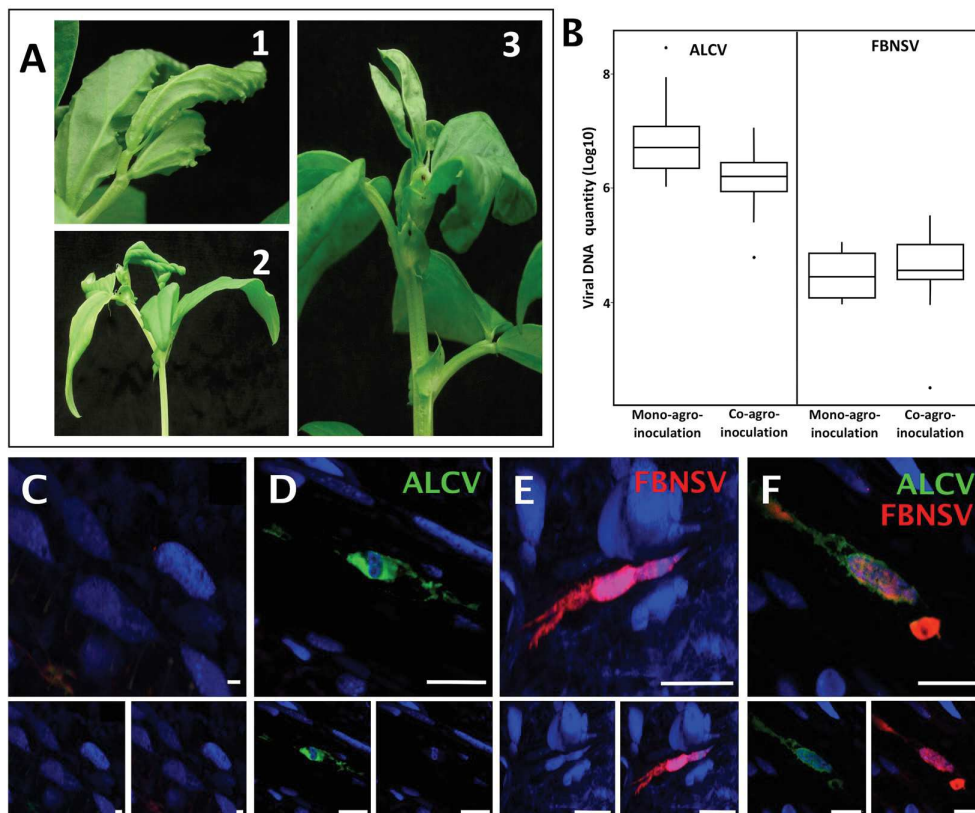 A
1
2
3
B
ALCV
FBNSV
Viral DNA quantity (Log10)
8
6
4
Mono-agro-
inoculation
Co-agro-
inoculation
Mono-agro-
inoculation
Co-agro-
inoculation
C
D
ALCV
E
FBNSV
F
ALCV
FBNSV